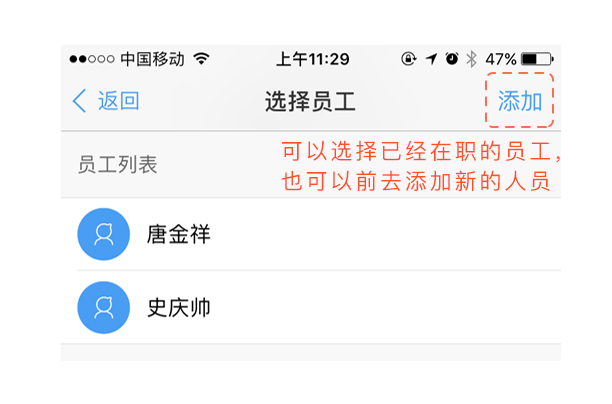 中国移动 上午11:29 47%
返回 选择员工 添加
员工列表
可以选择已经在职的员工,
也可以前去添加新的人员
唐金祥
史庆帅